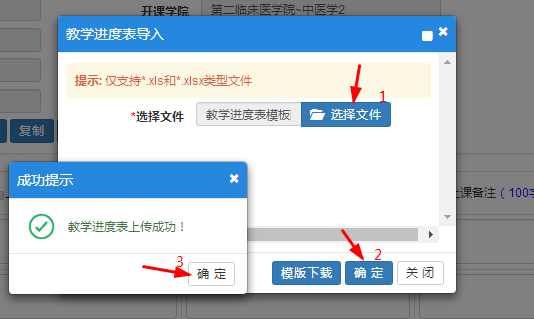 开课学院 第二临床医学院~中医学2
教学进度表导入
提示: 仅支持*.xls和*.xlsx类型文件
1
*选择文件 教学进度表模板 选择文件
复制
成功提示
课备注（100字
教学进度表上传成功！
2
3
确 定
模版下载 确 定 关 闭